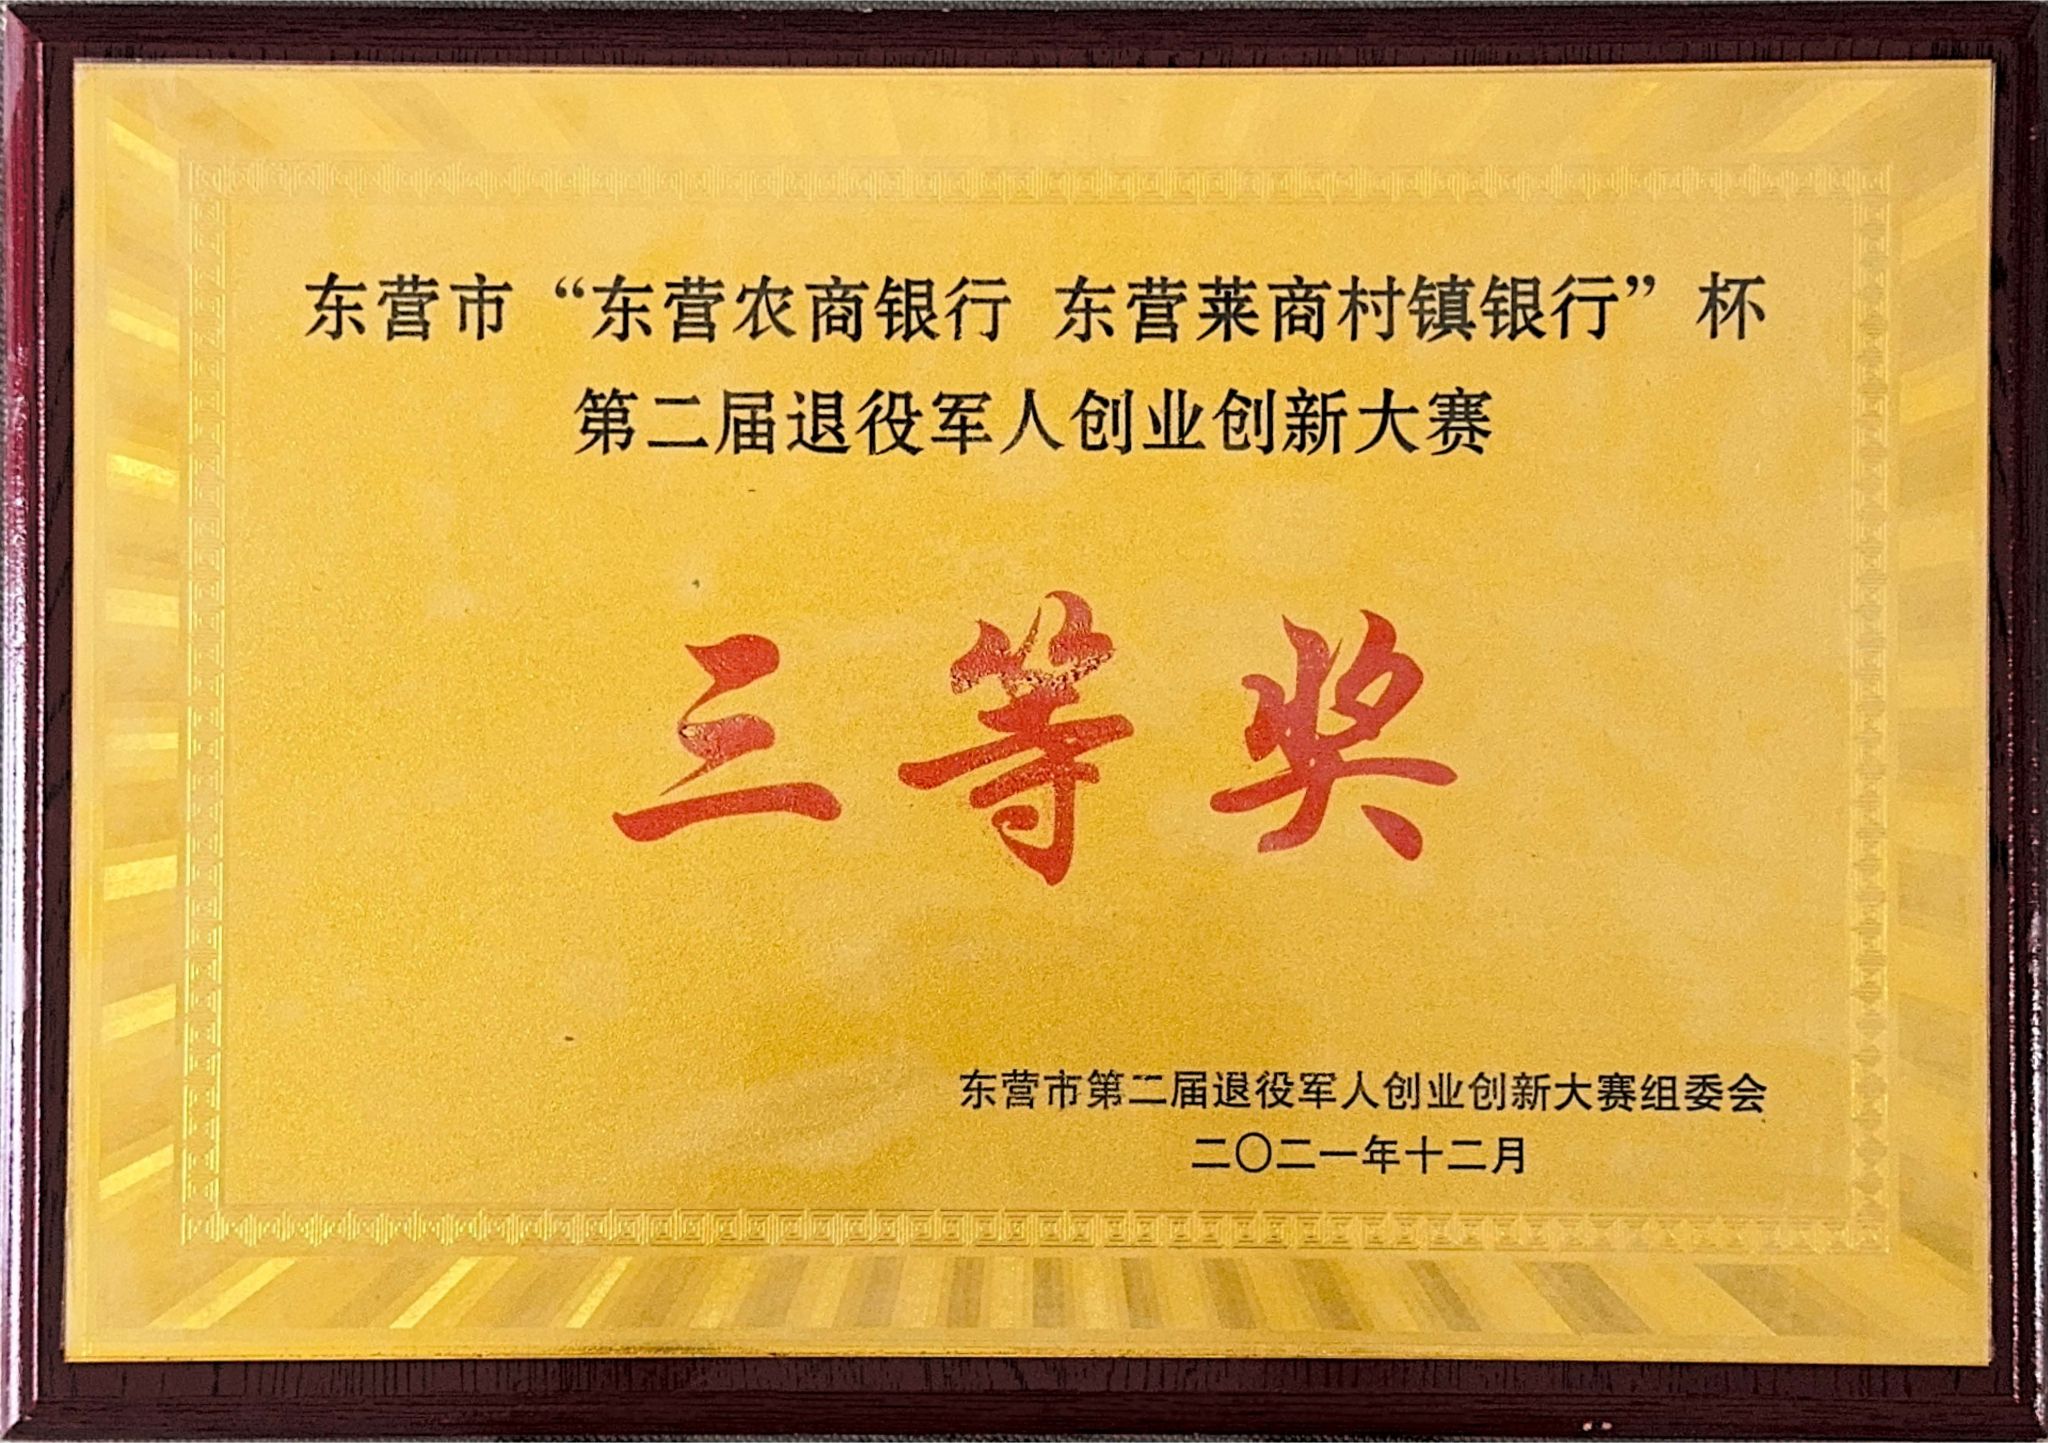 东营市“东营农商银行 东营莱商村镇银行”杯
第二届退役军人创业创新大赛
三等奖
东营市第二届退役军人创业创新大赛组委会
二〇二一年十二月